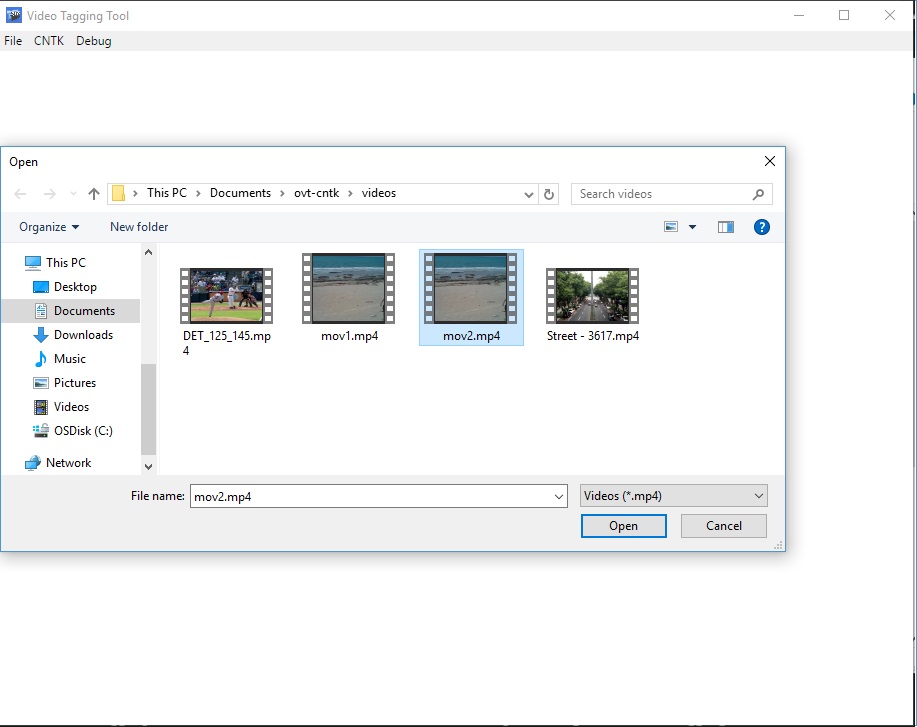 Video Tagging Tool
File CNTK Debug
Open
This PC > Documents > ovt-cntk > videos
Search videos
Organize
New folder
?
This PC
Desktop
Documents
Downloads
Music
Pictures
Videos
OSDisk (C:)
Network
DET_125_145.mp
4
mov1.mp4
mov2.mp4
Street - 3617.mp4
File name: mov2.mp4
Videos (*.mp4)
Open
Cancel